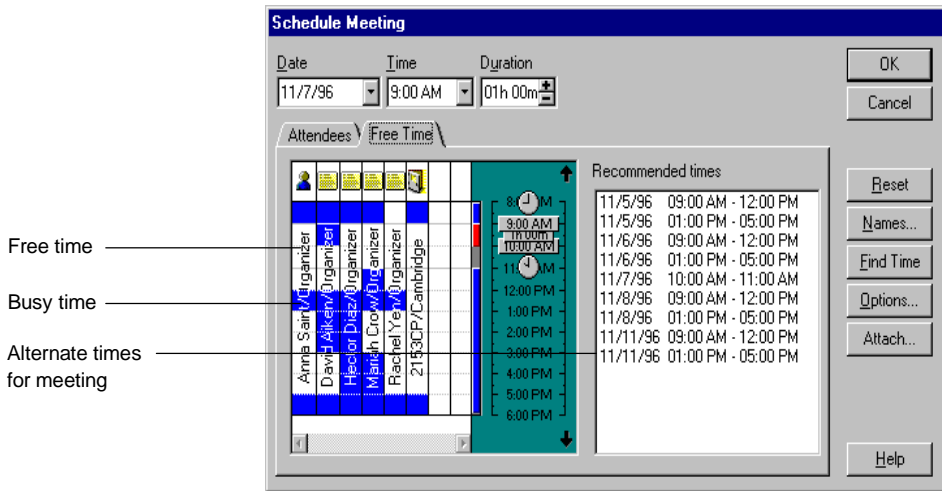 Schedule Meeting
Date Time Duration
11/7/96 9:00 AM 01h 00m
OK
Cancel
Attendees Free Time
Recommended times
Reset
Names...
Find Time
Options...
Attach...
Help
Free time
Busy time
Alternate times
for meeting
Anna Saint/Organizer
David Aiken/Organizer
Hector Diaz/Organizer
Mariah Crow/Organizer
Rachel Yen/Organizer
2153CP/Cambridge
9:00 AM
1h 00m
10:00 AM
12:00 PM
1:00 PM
2:00 PM
3:00 PM
4:00 PM
5:00 PM
6:00 PM
11/5/96 09:00 AM - 12:00 PM
11/5/96 01:00 PM - 05:00 PM
11/6/96 09:00 AM - 12:00 PM
11/6/96 01:00 PM - 05:00 PM
11/7/96 10:00 AM - 11:00 AM
11/8/96 09:00 AM - 12:00 PM
11/8/96 01:00 PM - 05:00 PM
11/11/96 09:00 AM - 12:00 PM
11/11/96 01:00 PM - 05:00 PM